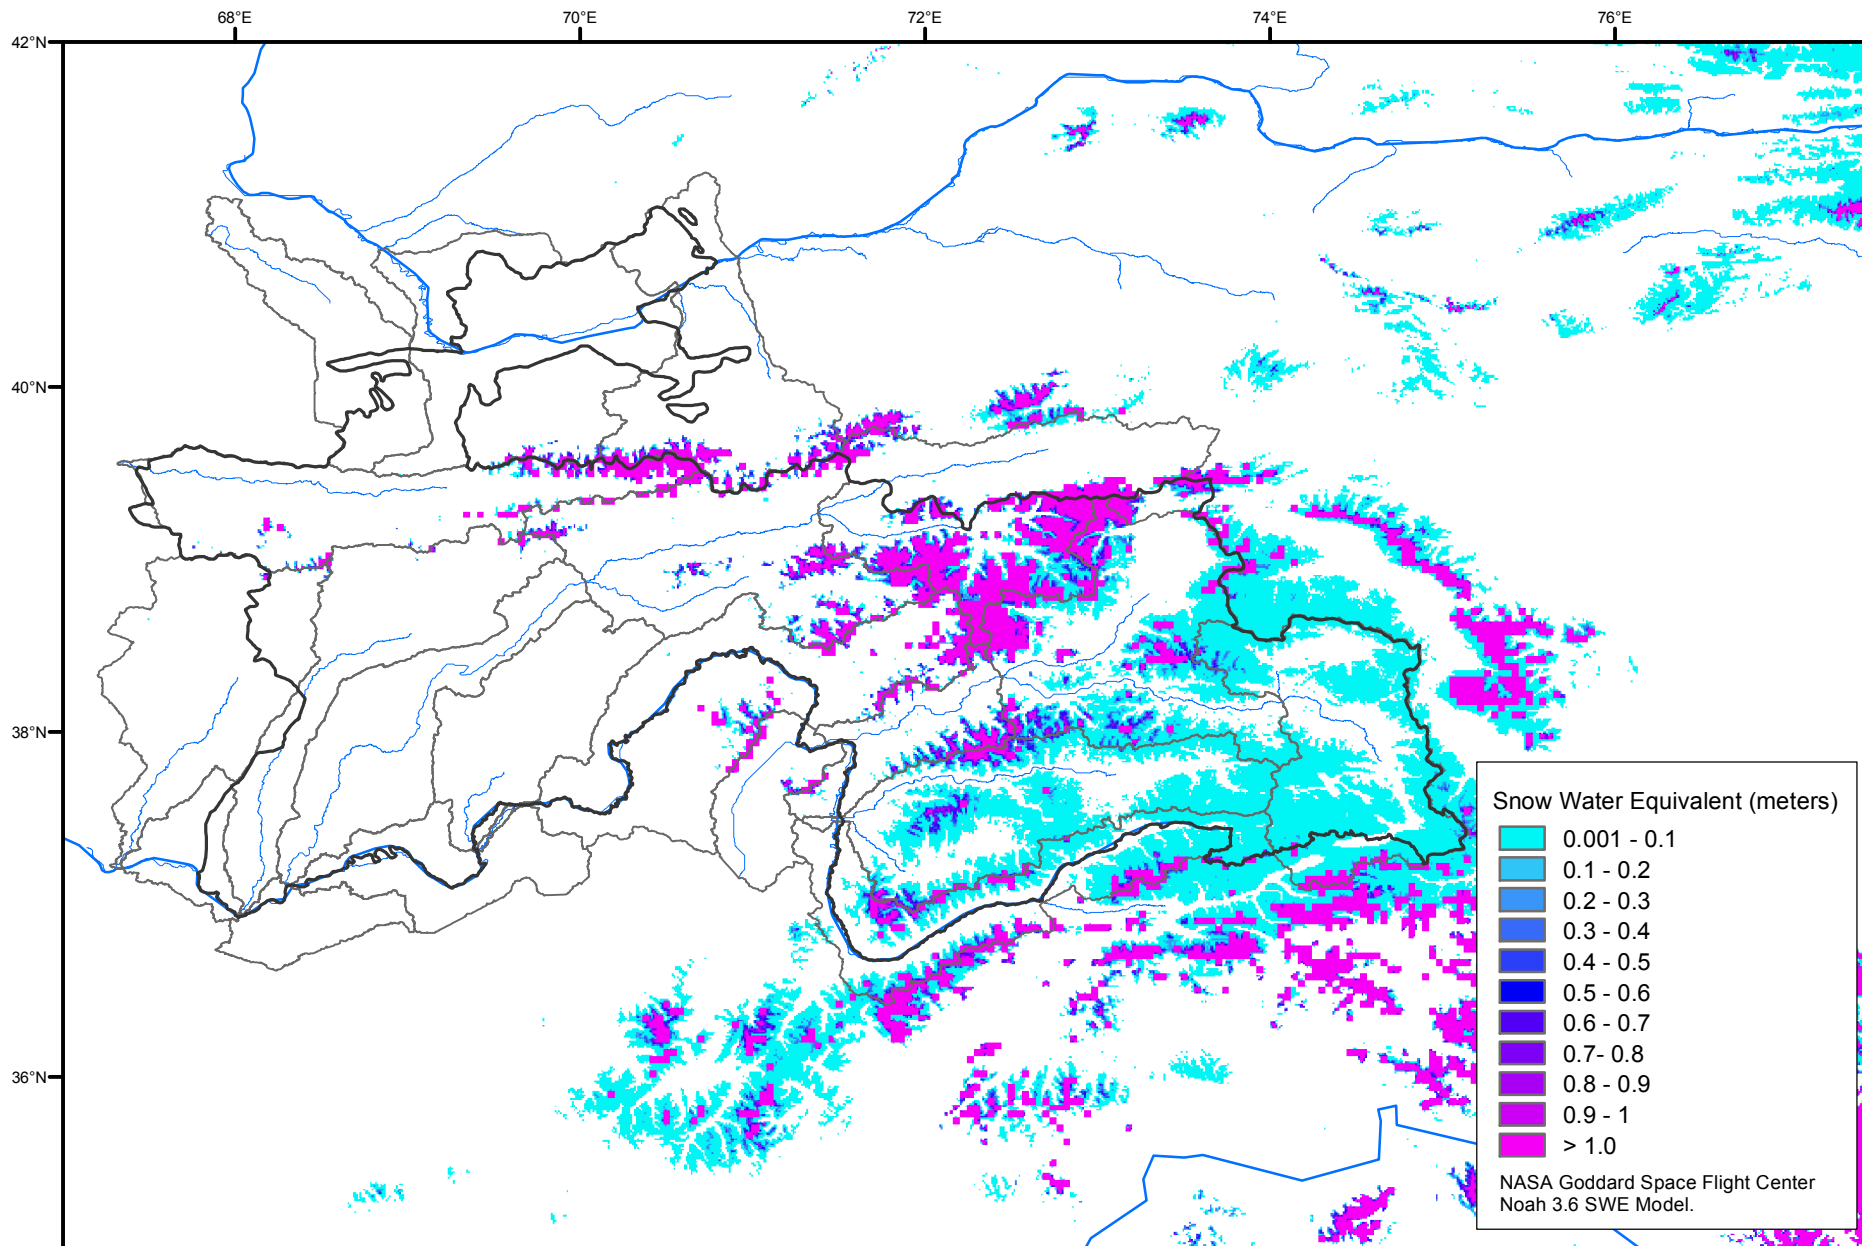 68°E
70°E
72°E
74°E
76°E
42°N
40°N
38°N
36°N
Snow Water Equivalent (meters)
0.001 - 0.1
0.1 - 0.2
0.2 - 0.3
0.3 - 0.4
0.4 - 0.5
0.5 - 0.6
0.6 - 0.7
0.7- 0.8
0.8 - 0.9
0.9 - 1
> 1.0
NASA Goddard Space Flight Center
Noah 3.6 SWE Model.